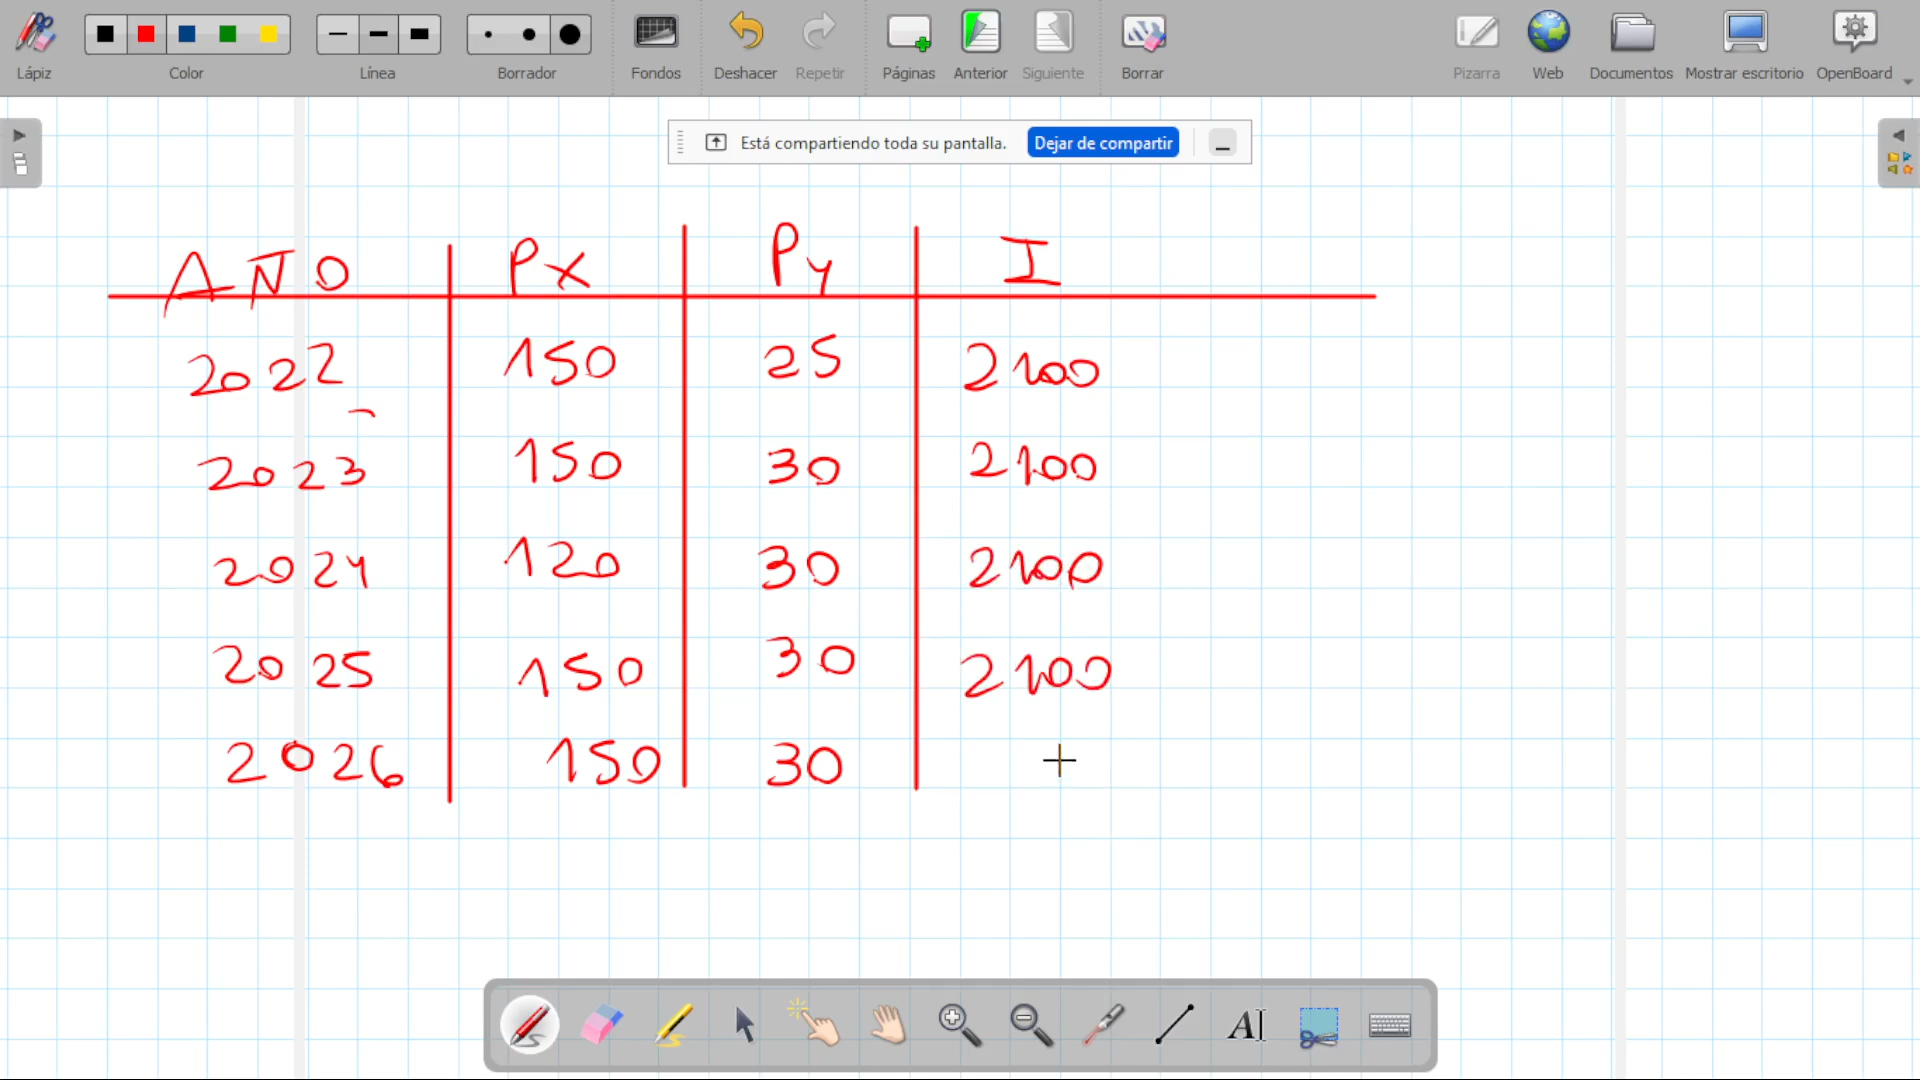 Lápiz Color Línea Borrador Fondos Deshacer Repetir Páginas Anterior Siguiente Borrar Pizarra Web Documentos Mostrar escritorio OpenBoard
Está compartiendo toda su pantalla. Dejar de compartir
AÑO PX Py I
2022 150 25 2100
2023 150 30 2100
2024 120 30 2100
2025 150 30 2100
2026 150 30